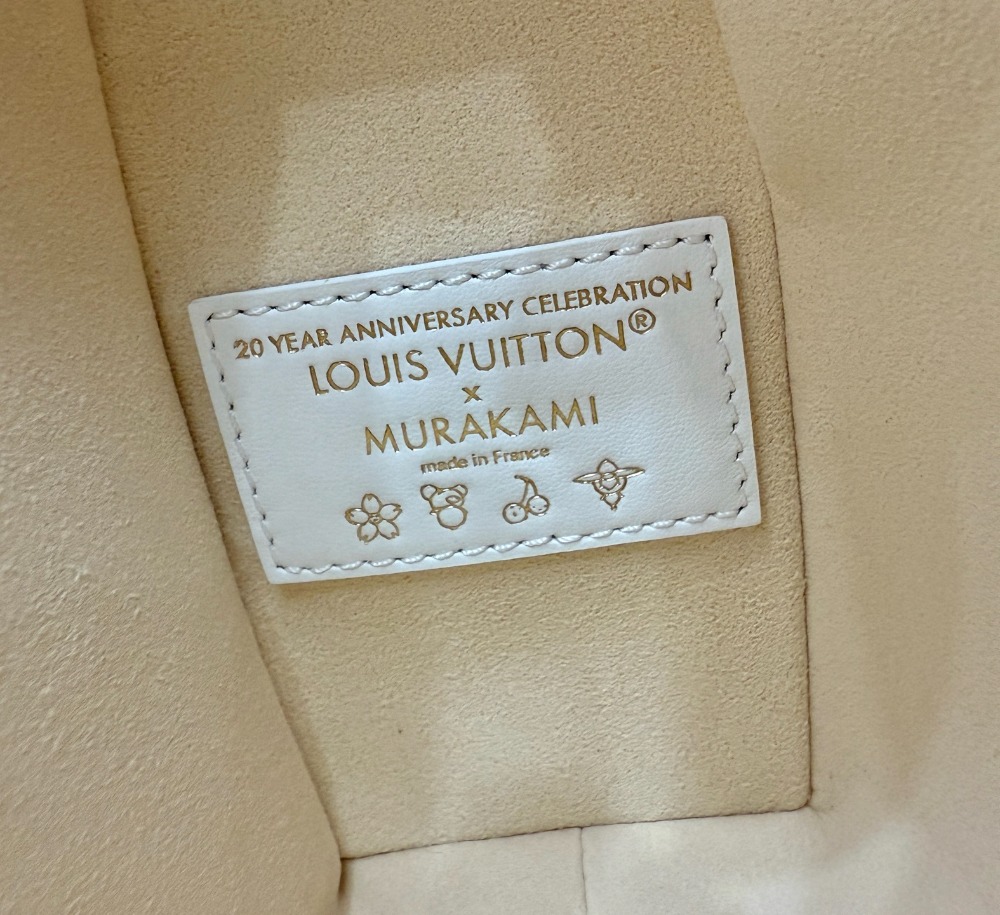 20 YEAR ANNIVERSARY CELEBRATION
LOUIS VUITTON®
x
MURAKAMI
made in France